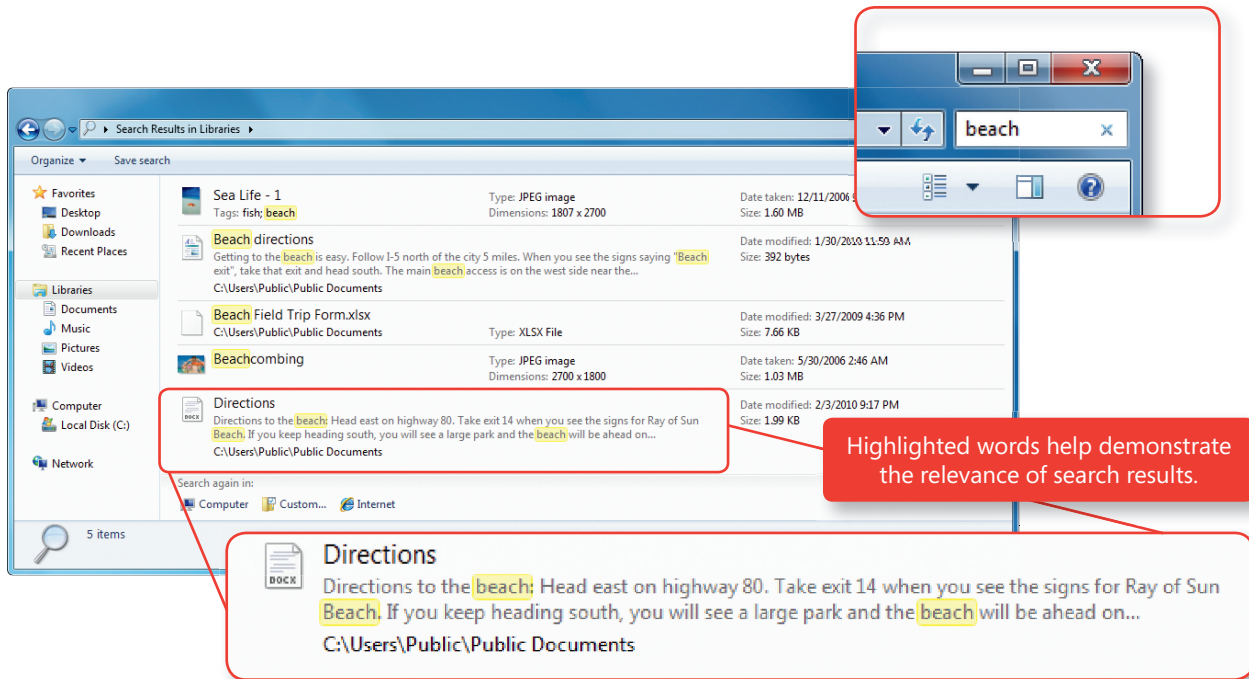 beach
Search Results in Libraries
Organize
Save search
Favorites
Desktop
Downloads
Recent Places
Libraries
Documents
Music
Pictures
Videos
Computer
Local Disk (C:)
Network
Sea Life - 1
Tags: fish; beach
Type: JPEG image
Dimensions: 1807 x 2700
Date taken: 12/11/2006
Size: 1.60 MB
Beach directions
Getting to the beach is easy. Follow I-5 north of the city 5 miles. When you see the signs saying "Beach
exit", take that exit and head south. The main beach access is on the west side near the...
C:\Users\Public\Public Documents
Date modified: 1/30/2010 11:59 AM
Size: 392 bytes
Beach Field Trip Form.xlsx
C:\Users\Public\Public Documents
Type: XLSX File
Date modified: 3/27/2009 4:36 PM
Size: 7.66 KB
Beachcombing
Type: JPEG image
Dimensions: 2700 x 1800
Date taken: 5/30/2006 2:46 AM
Size: 1.03 MB
DOCX
Directions
Directions to the beach: Head east on highway 80. Take exit 14 when you see the signs for Ray of Sun
Beach. If you keep heading south, you will see a large park and the beach will be ahead on...
C:\Users\Public\Public Documents
Date modified: 2/3/2010 9:17 PM
Size: 1.99 KB
Highlighted words help demonstrate
the relevance of search results.
Search again in:
Computer
Custom...
Internet
5 items
DOCX
Directions
Directions to the beach: Head east on highway 80. Take exit 14 when you see the signs for Ray of Sun
Beach. If you keep heading south, you will see a large park and the beach will be ahead on...
C:\Users\Public\Public Documents